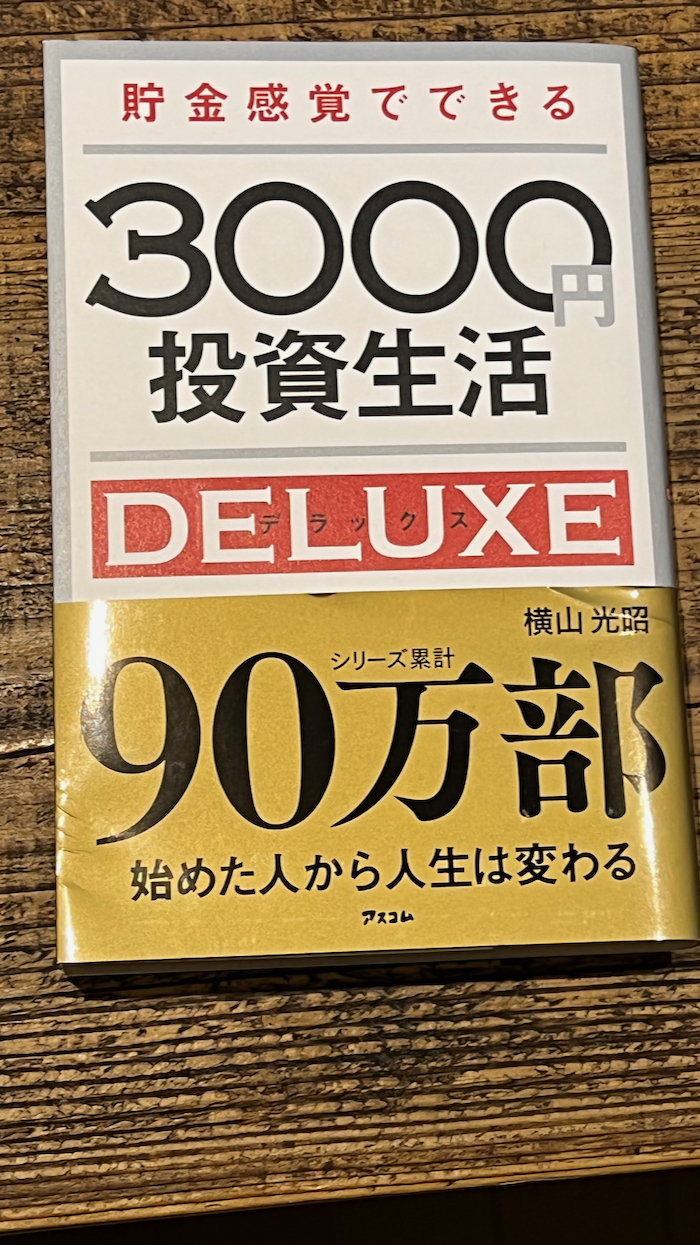 貯金感覚でできる
3000円
投資生活
DELUXE
デラックス
横山光昭
シリーズ累計
90万部
始めた人から人生は変わる
アスコム